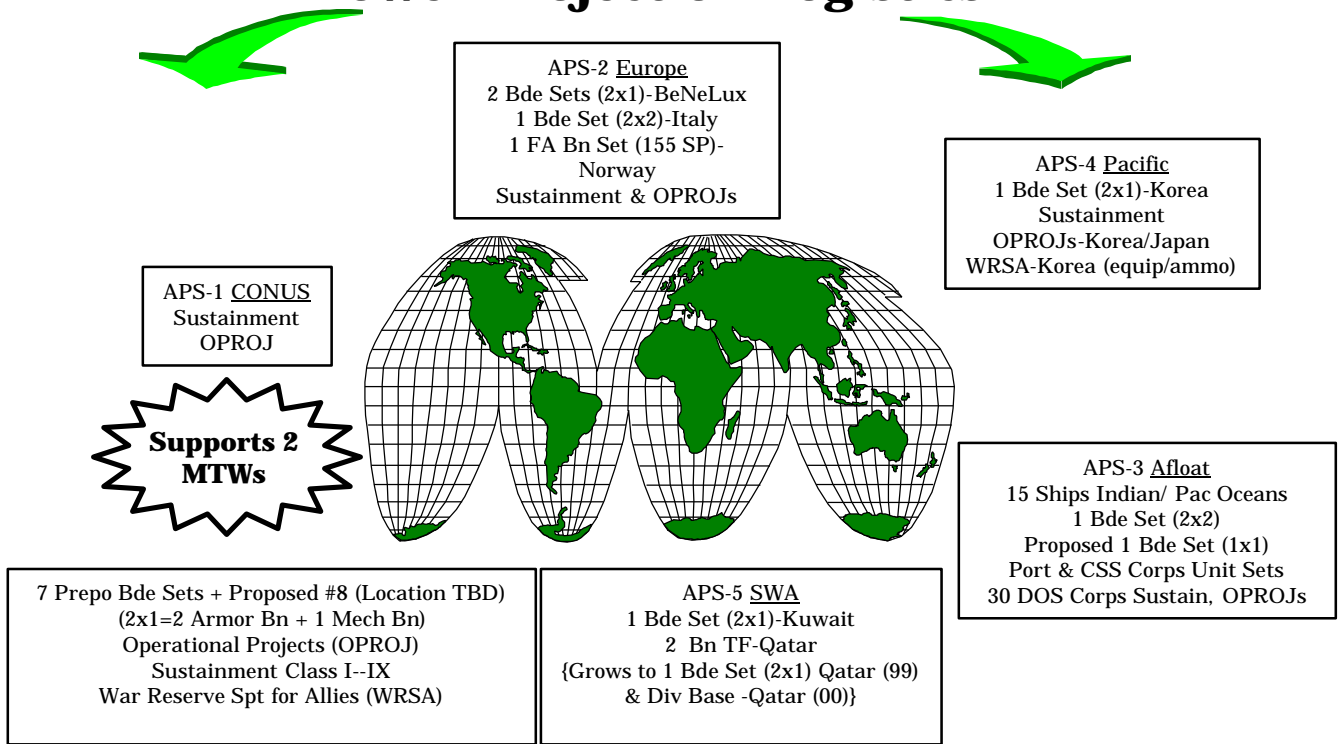 APS-2 Europe
2 Bde Sets (2x1)-BeNeLux
1 Bde Set (2x2)-Italy
1 FA Bn Set (155 SP)-
Norway
Sustainment & OPROJs
APS-4 Pacific
1 Bde Set (2x1)-Korea
Sustainment
OPROJs-Korea/Japan
WRSA-Korea (equip/ammo)
APS-1 CONUS
Sustainment
OPROJ
Supports 2
MTWs
APS-3 Afloat
15 Ships Indian/ Pac Oceans
1 Bde Set (2x2)
Proposed 1 Bde Set (1x1)
Port & CSS Corps Unit Sets
30 DOS Corps Sustain, OPROJs
7 Prepo Bde Sets + Proposed #8 (Location TBD)
(2x1=2 Armor Bn + 1 Mech Bn)
Operational Projects (OPROJ)
Sustainment Class I--IX
War Reserve Spt for Allies (WRSA)
APS-5 SWA
1 Bde Set (2x1)-Kuwait
2 Bn TF-Qatar
{Grows to 1 Bde Set (2x1) Qatar (99)
& Div Base -Qatar (00)}